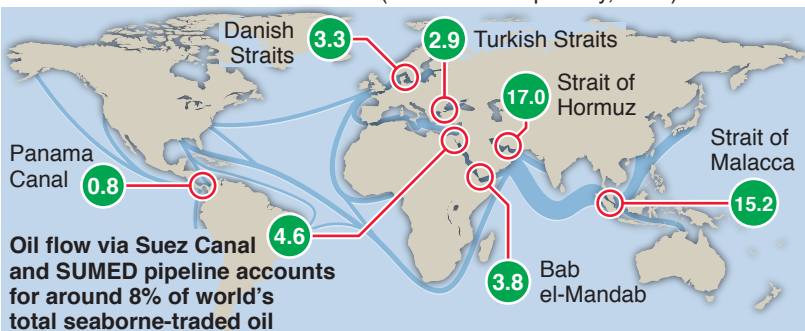 Danish
Straits
3.3
2.9
Turkish Straits
17.0
Strait of
Hormuz
Strait of
Malacca
15.2
Panama
Canal
0.8
4.6
3.8
Bab
el-Mandab
Oil flow via Suez Canal
and SUMED pipeline accounts
for around 8% of world's
total seaborne-traded oil